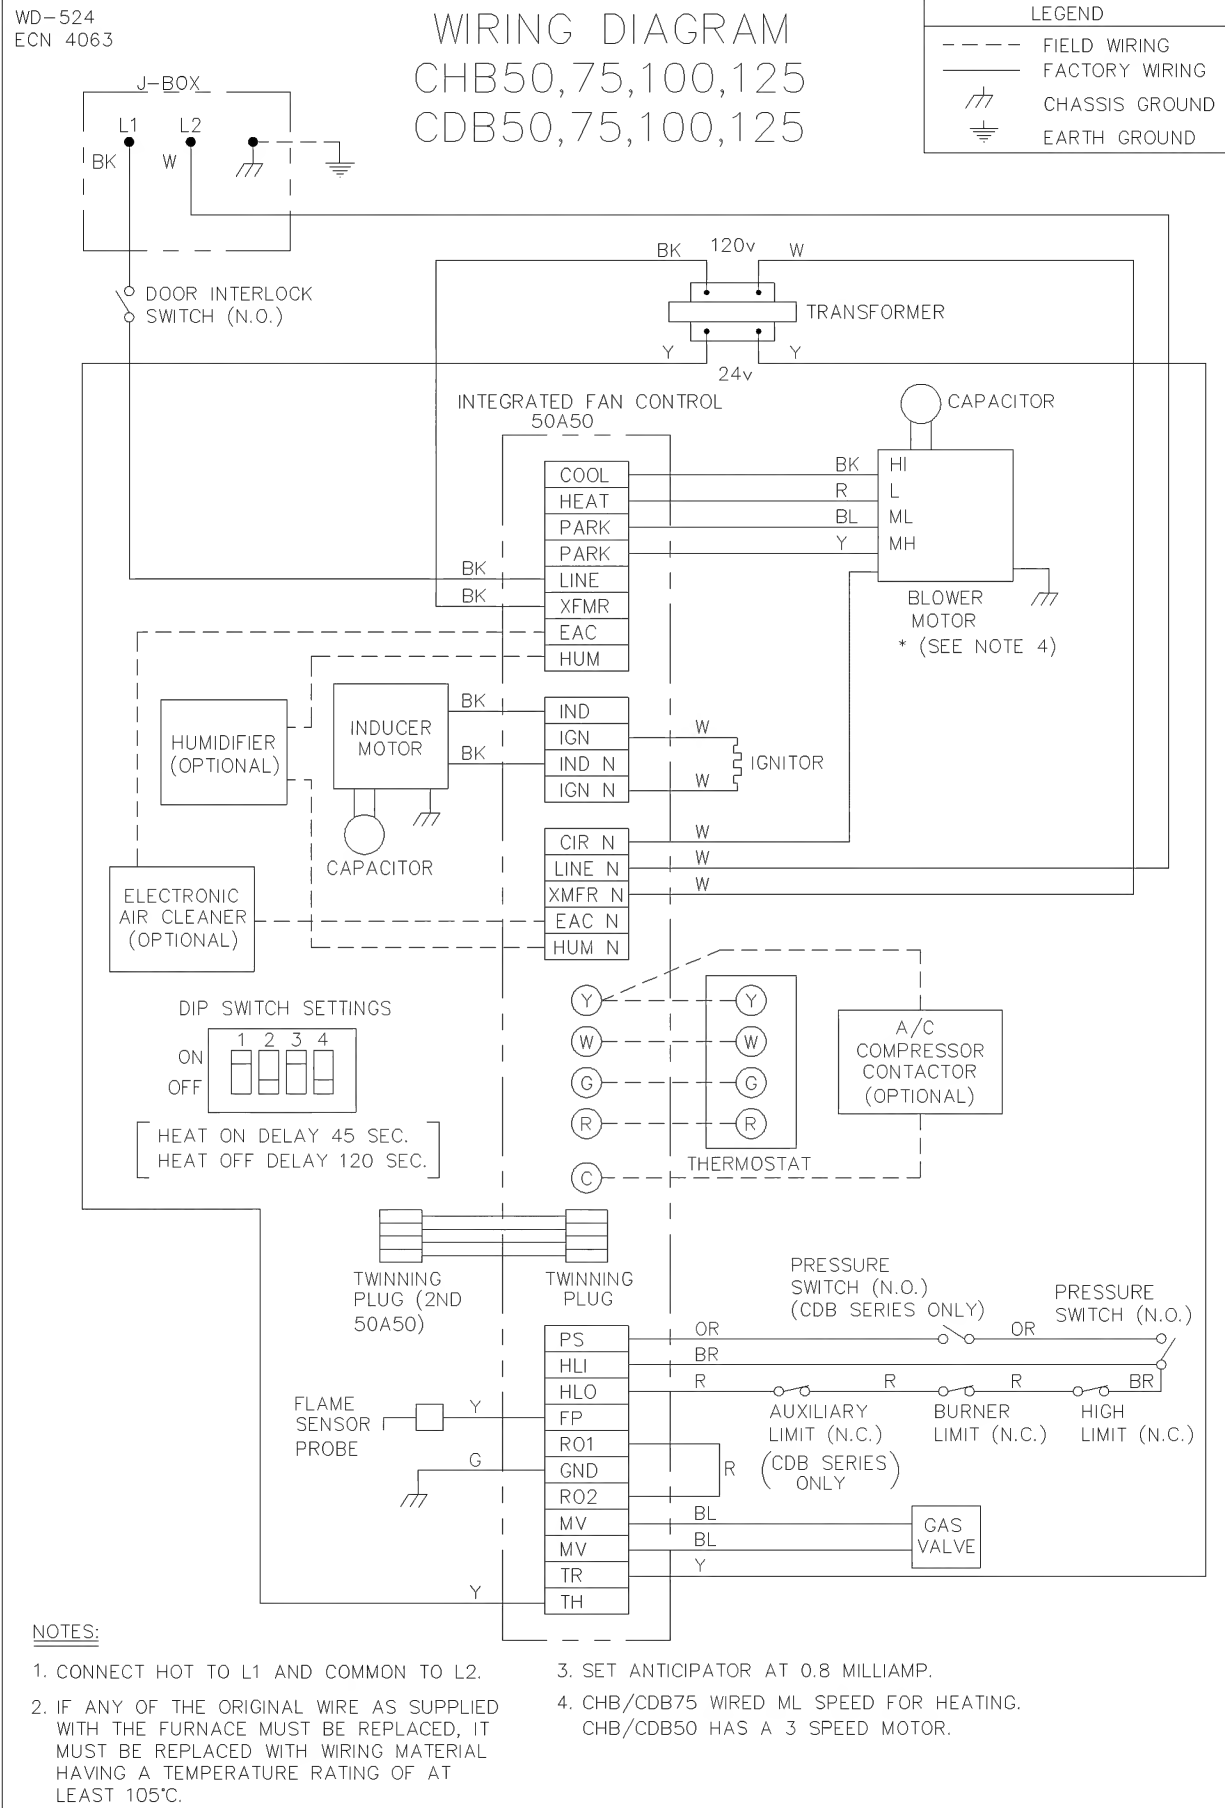 WD-524
ECN 4063
WIRING DIAGRAM
CHB50,75,100,125
CDB50,75,100,125
LEGEND
FIELD WIRING
FACTORY WIRING
CHASSIS GROUND
EARTH GROUND
J-BOX
L1 L2
BK W
DOOR INTERLOCK
SWITCH (N.O.)
BK 120v W
TRANSFORMER
Y Y
24v
INTEGRATED FAN CONTROL
50A50
CAPACITOR
COOL BK HI
HEAT R L
PARK BL ML
PARK Y MH
BK LINE
BK XFMR
EAC
HUM
BLOWER
MOTOR
* (SEE NOTE 4)
HUMIDIFIER
(OPTIONAL)
INDUCER
MOTOR
CAPACITOR
BK IND
IGN W
BK IND N
IGN N W
IGNITOR
CIR N W
LINE N W
XMFR N W
EAC N
HUM N
ELECTRONIC
AIR CLEANER
(OPTIONAL)
DIP SWITCH SETTINGS
1 2 3 4
ON
OFF
HEAT ON DELAY 45 SEC.
HEAT OFF DELAY 120 SEC.
Y Y
W W
G G
R R
THERMOSTAT
C
A/C
COMPRESSOR
CONTACTOR
(OPTIONAL)
TWINNING
PLUG (2ND
50A50)
TWINNING
PLUG
PRESSURE
SWITCH (N.O.)
(CDB SERIES ONLY)
PRESSURE
SWITCH (N.O.)
PS OR OR
HLI BR
HLO R R R BR
AUXILIARY
LIMIT (N.C.)
(CDB SERIES)
ONLY
BURNER
LIMIT (N.C.)
HIGH
LIMIT (N.C.)
FLAME
SENSOR
PROBE
Y FP
RO1
G GND R
RO2
MV BL
MV BL
GAS
VALVE
TR Y
Y TH
NOTES:
1. CONNECT HOT TO L1 AND COMMON TO L2.
2. IF ANY OF THE ORIGINAL WIRE AS SUPPLIED
WITH THE FURNACE MUST BE REPLACED, IT
MUST BE REPLACED WITH WIRING MATERIAL
HAVING A TEMPERATURE RATING OF AT
LEAST 105°C.
3. SET ANTICIPATOR AT 0.8 MILLIAMP.
4. CHB/CDB75 WIRED ML SPEED FOR HEATING.
CHB/CDB50 HAS A 3 SPEED MOTOR.